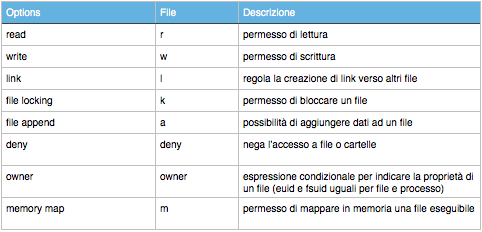 Options File Descrizione
read r permesso di lettura
write w permesso di scrittura
link l regola la creazione di link verso altri file
file locking k permesso di bloccare un file
file append a possibilità di aggiungere dati ad un file
deny deny nega l'accesso a file o cartelle
owner owner espressione condizionale per indicare la proprietà di
un file (euid e fsuid uguali per file e processo)
memory map m permesso di mappare in memoria una file eseguibile